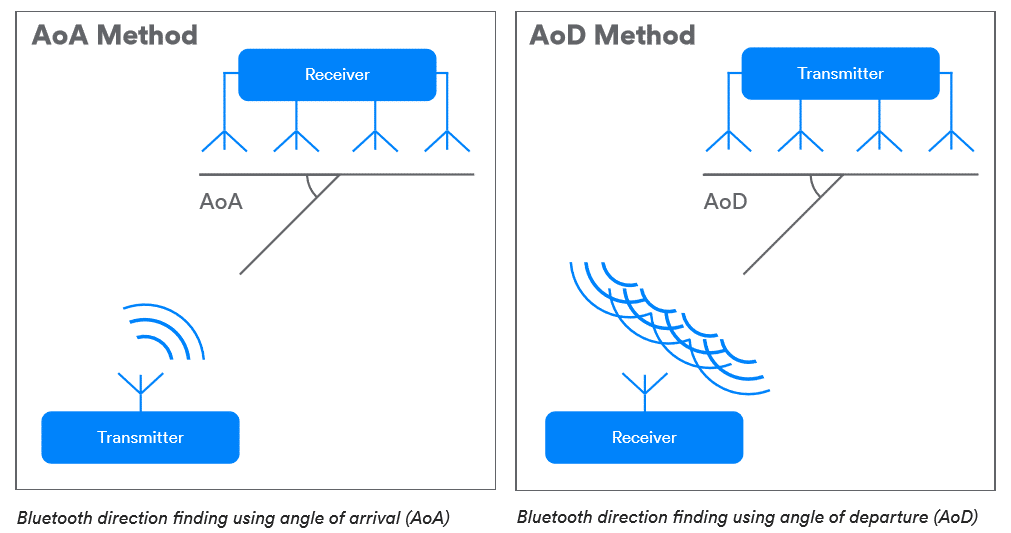 AoA Method
Receiver
AoA
Transmitter
Bluetooth direction finding using angle of arrival (AoA)
AoD Method
Transmitter
AoD
Receiver
Bluetooth direction finding using angle of departure (AoD)